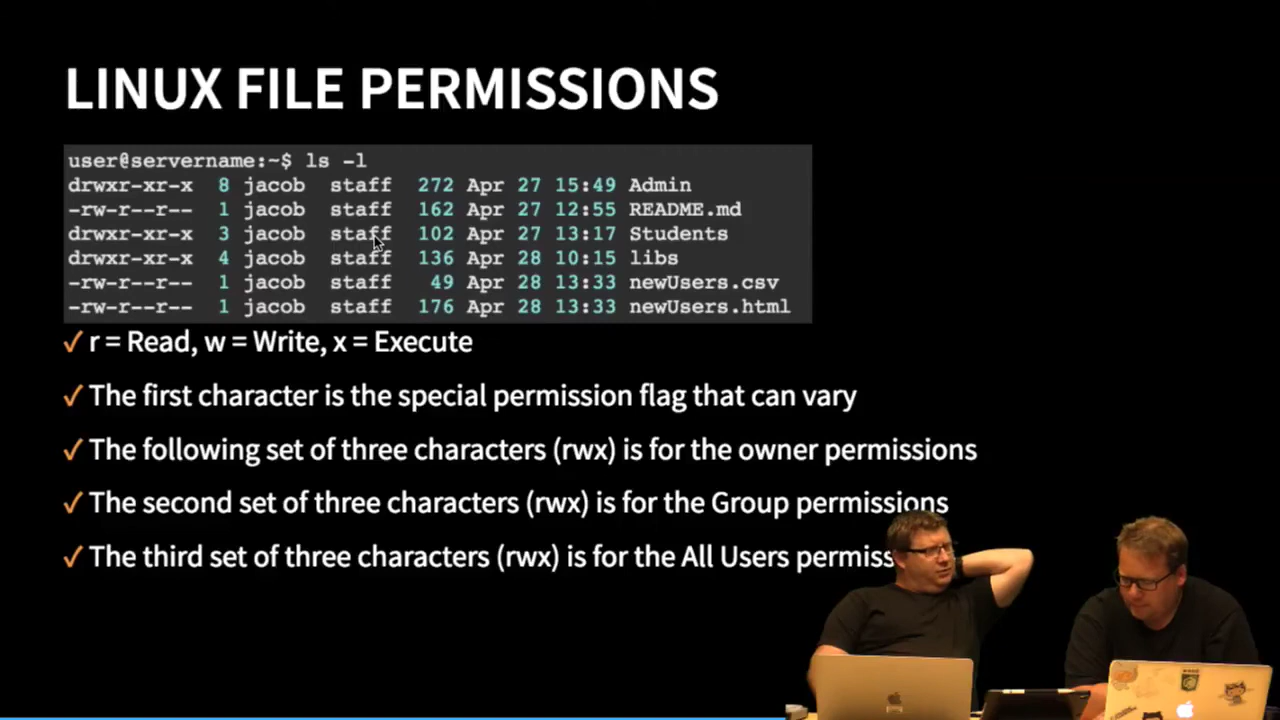 LINUX FILE PERMISSIONS
user@servername:~$ ls -l
drwxr-xr-x 8 jacob staff 272 Apr 27 15:49 Admin
-rw-r--r-- 1 jacob staff 162 Apr 27 12:55 README.md
drwxr-xr-x 3 jacob staff 102 Apr 27 13:17 Students
drwxr-xr-x 4 jacob staff 136 Apr 28 10:15 libs
-rw-r--r-- 1 jacob staff 49 Apr 28 13:33 newUsers.csv
-rw-r--r-- 1 jacob staff 176 Apr 28 13:33 newUsers.html
✓ r = Read, w = Write, x = Execute
✓ The first character is the special permission flag that can vary
✓ The following set of three characters (rwx) is for the owner permissions
✓ The second set of three characters (rwx) is for the Group permissions
✓ The third set of three characters (rwx) is for the All Users permiss